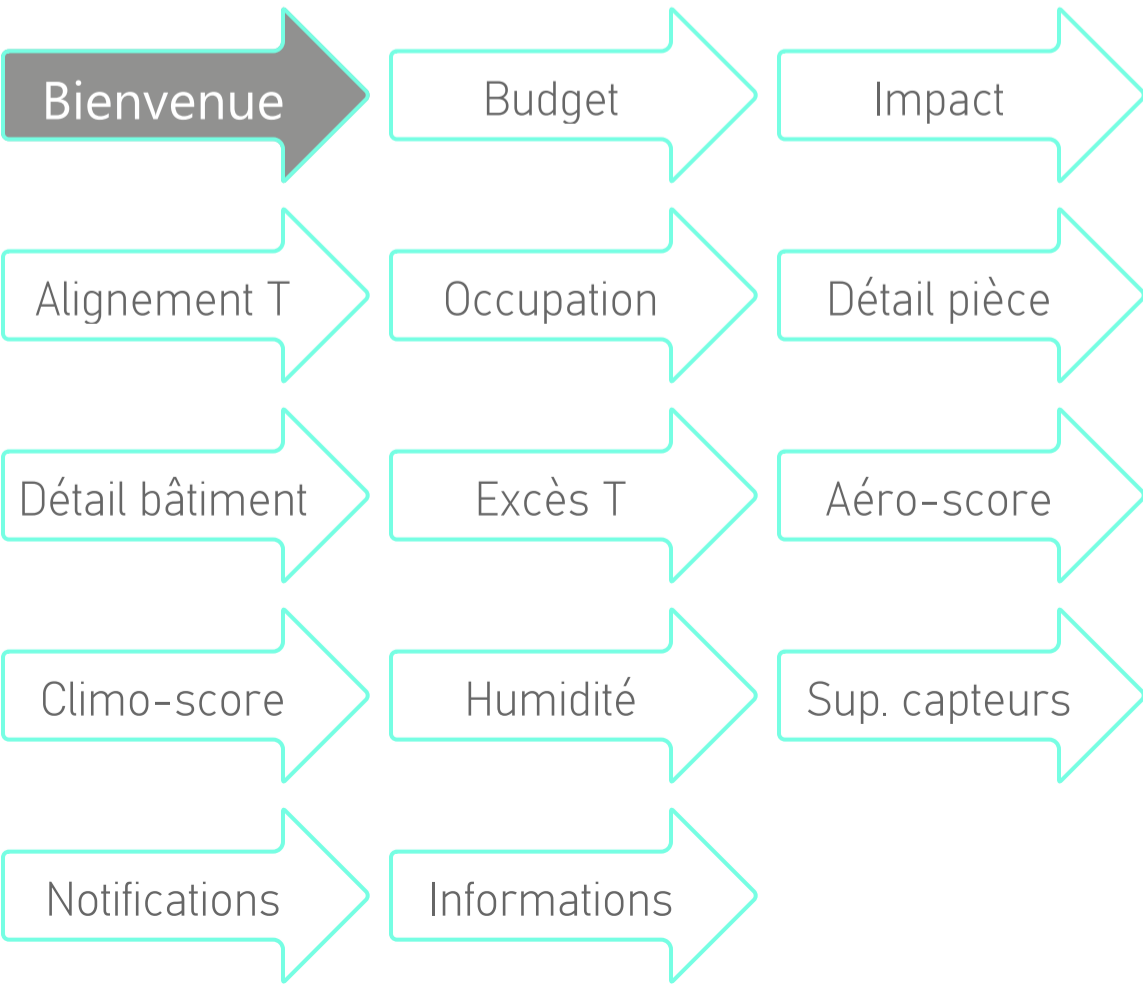 Bienvenue
Budget
Impact
Alignement T
Occupation
Détail pièce
Détail bâtiment
Excès T
Aéro-score
Climo-score
Humidité
Sup. capteurs
Notifications
Informations